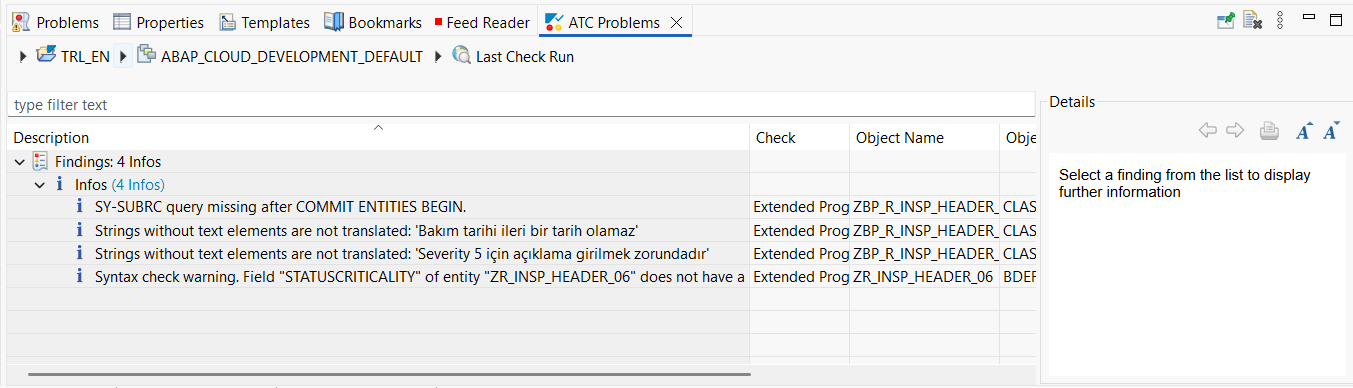 Problems Properties Templates Bookmarks Feed Reader ATC Problems
TRL_EN ABAP_CLOUD_DEVELOPMENT_DEFAULT Last Check Run
type filter text
Details
Description Check Object Name Obje
Findings: 4 Infos
Infos (4 Infos)
Select a finding from the list to display
further information
SY-SUBRC query missing after COMMIT ENTITIES BEGIN. Extended Prog ZBP_R_INSP_HEADER_ CLAS
Strings without text elements are not translated: 'Bakım tarihi ileri bir tarih olamaz' Extended Prog ZBP_R_INSP_HEADER_ CLAS
Strings without text elements are not translated: 'Severity 5 için açıklama girilmek zorundadır' Extended Prog ZBP_R_INSP_HEADER_ CLAS
Syntax check warning. Field "STATUSCRITICALITY" of entity "ZR_INSP_HEADER_06" does not have a Extended Prog ZR_INSP_HEADER_06 BDEF